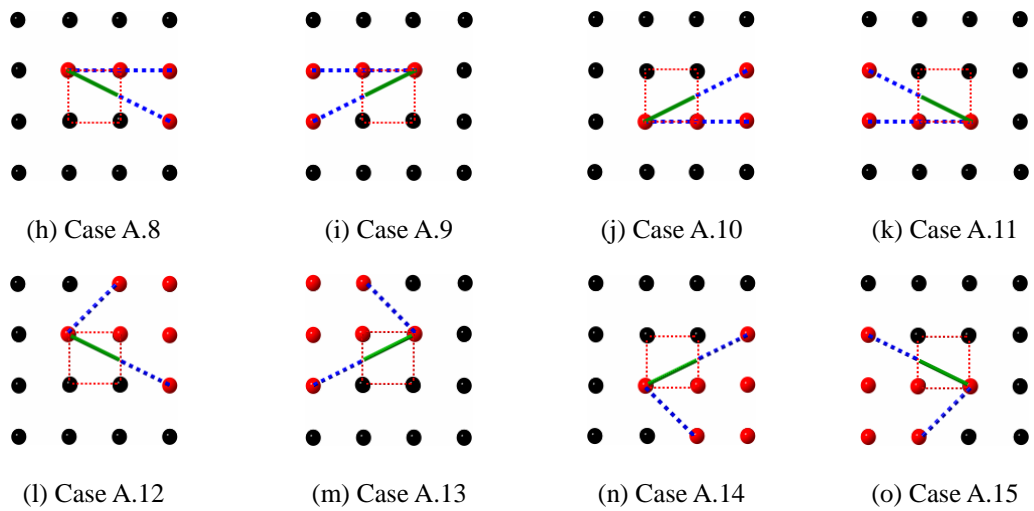 (h) Case A.8
(i) Case A.9
(j) Case A.10
(k) Case A.11
(l) Case A.12
(m) Case A.13
(n) Case A.14
(o) Case A.15